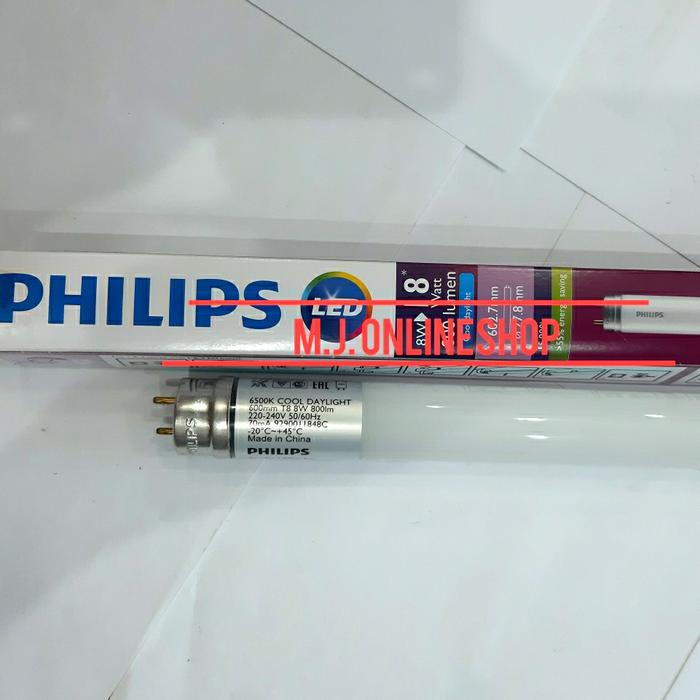 PHILIPS
LED
8*
Watt
lumen
8W
602.7mm
>55% energy saving
PHILIPS
M.J. ONLINE SHOP
EAC
6500K COOL DAYLIGHT
600mm T8 8W 800lm
220-240V 50/60Hz
-20°C~+45°C
Made in China
PHILIPS